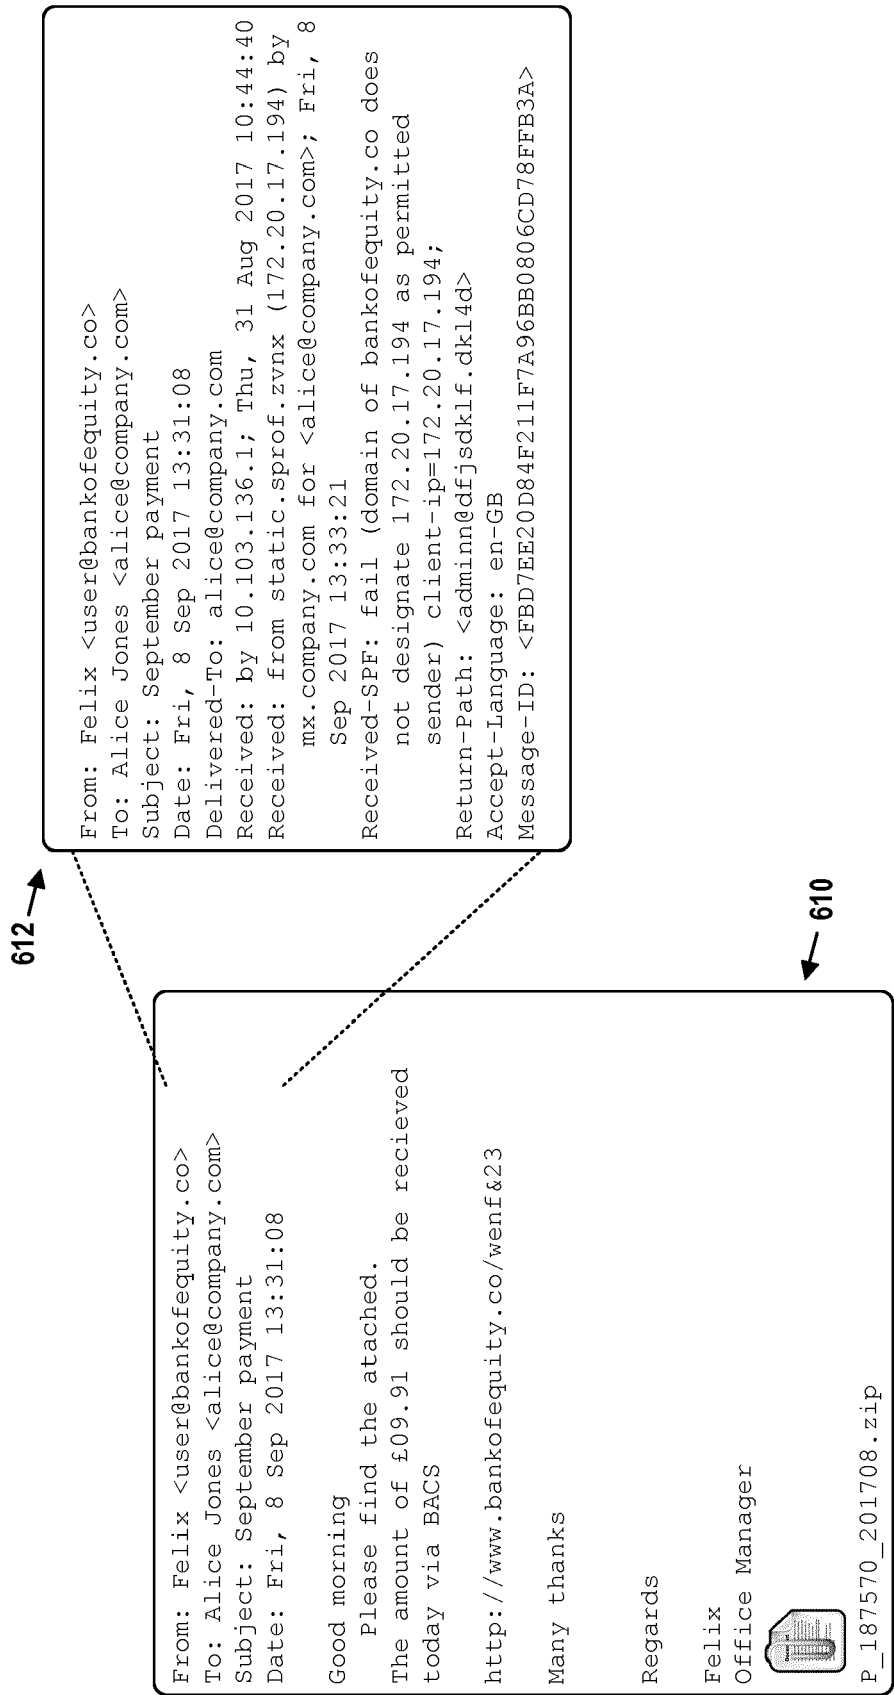 612
From: Felix <user@bankofequity.co>
To: Alice Jones <alice@company.com>
Subject: September payment
Date: Fri, 8 Sep 2017 13:31:08
Delivered-To: alice@company.com
Received: by 10.103.136.1; Thu, 31 Aug 2017 10:44:40
Received: from static.sprof.zvnx (172.20.17.194) by
mx.company.com for <alice@company.com>; Fri, 8
Sep 2017 13:33:21
Received-SPF: fail (domain of bankofequity.co does
not designate 172.20.17.194 as permitted
sender) client-ip=172.20.17.194;
Return-Path: <adminn@dfjsdklf.dkl4d>
Accept-Language: en-GB
Message-ID: <FBD7EE20D84F211F7A96BB0806CD78FFB3A>
610
From: Felix <user@bankofequity.co>
To: Alice Jones <alice@company.com>
Subject: September payment
Date: Fri, 8 Sep 2017 13:31:08
Good morning
Please find the atached.
The amount of £09.91 should be recieved
today via BACS
http://www.bankofequity.co/wenf&23
Many thanks
Regards
Felix
Office Manager
P_187570_201708.zip